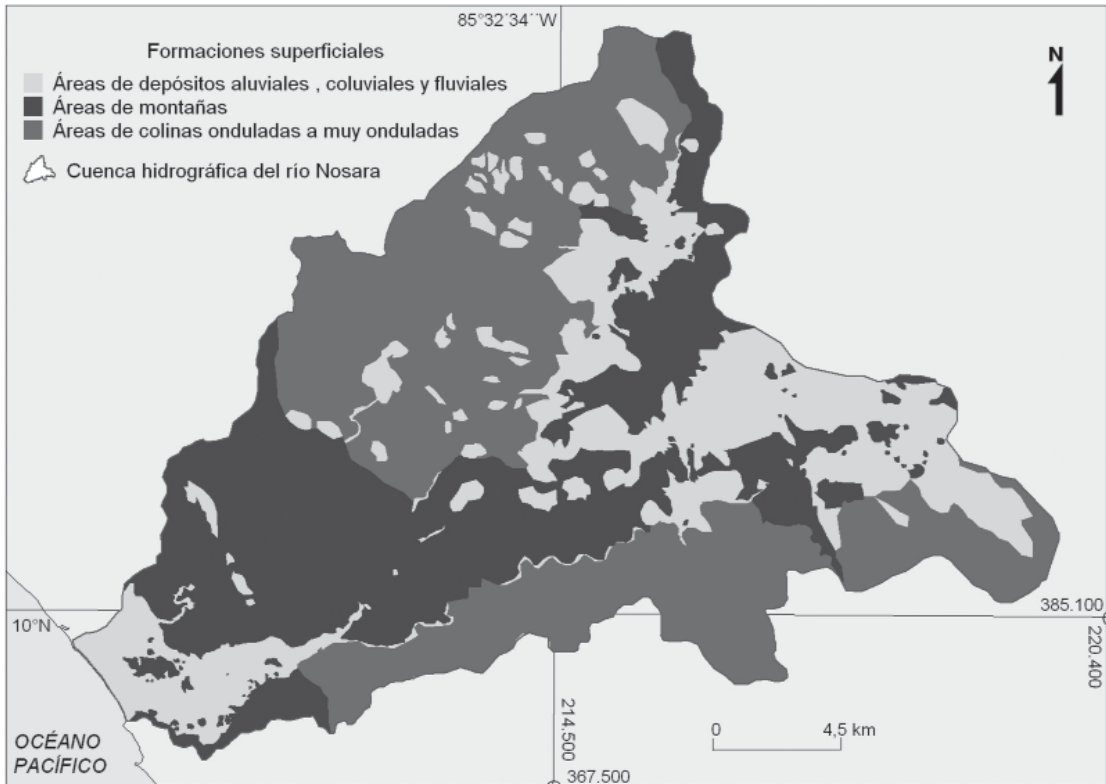 85°32´34¨W
Formaciones superficiales
Áreas de depósitos aluviales , coluviales y fluviales
Áreas de montañas
Áreas de colinas onduladas a muy onduladas
Cuenca hidrográfica del río Nosara
N
10°N
385.100
220.400
214.500
0 4,5 km
OCÉANO
PACÍFICO
367.500